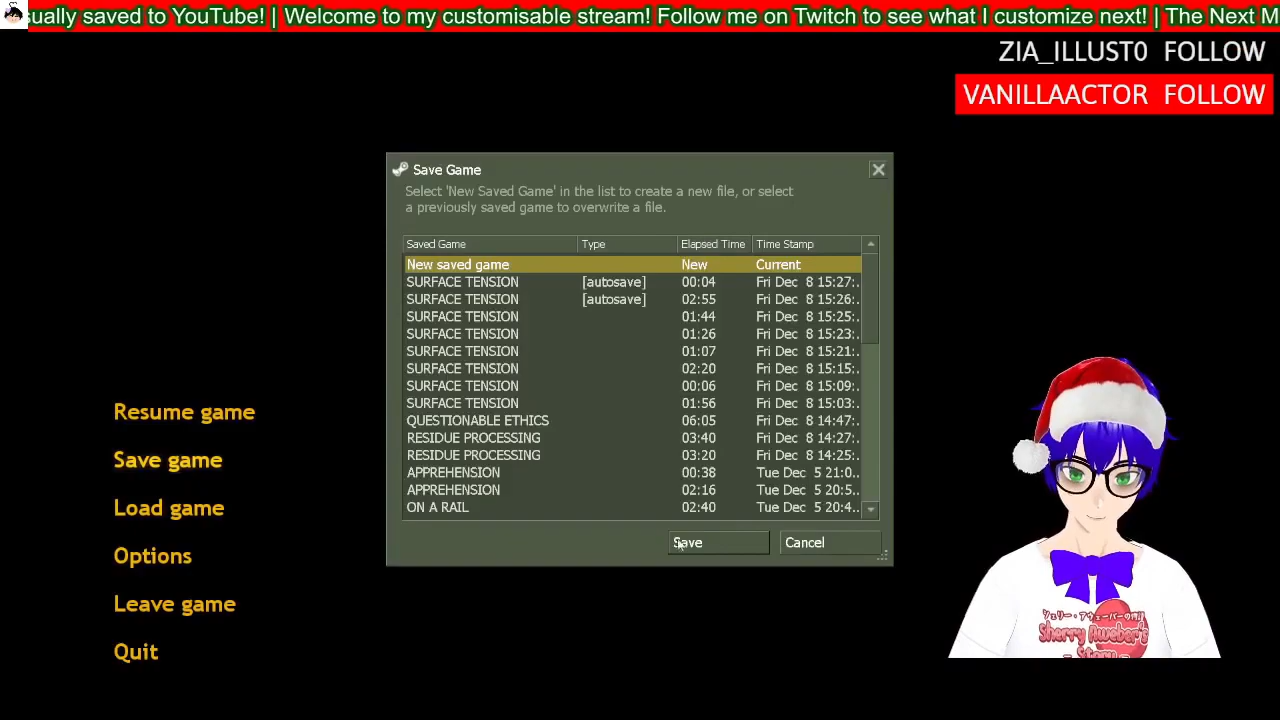 sually saved to YouTube! | Welcome to my customisable stream! Follow me on Twitch to see what I customize next! | The Next M
ZIA_ILLUST0 FOLLOW
VANILLAACTOR FOLLOW
Save Game
Select 'New Saved Game' in the list to create a new file, or select
a previously saved game to overwrite a file.
Saved Game Type Elapsed Time Time Stamp
New saved game New Current
SURFACE TENSION [autosave] 00:04 Fri Dec 8 15:27:.
SURFACE TENSION [autosave] 02:55 Fri Dec 8 15:26:.
SURFACE TENSION 01:44 Fri Dec 8 15:25:.
SURFACE TENSION 01:26 Fri Dec 8 15:23:.
SURFACE TENSION 01:07 Fri Dec 8 15:21:.
SURFACE TENSION 02:20 Fri Dec 8 15:15:.
SURFACE TENSION 00:06 Fri Dec 8 15:09:.
SURFACE TENSION 01:56 Fri Dec 8 15:03:.
QUESTIONABLE ETHICS 06:05 Fri Dec 8 14:47:.
RESIDUE PROCESSING 03:40 Fri Dec 8 14:27:.
RESIDUE PROCESSING 03:20 Fri Dec 8 14:25:.
APPREHENSION 00:38 Tue Dec 5 21:0..
APPREHENSION 02:16 Tue Dec 5 20:5..
ON A RAIL 02:40 Tue Dec 5 20:4..
Save Cancel
Resume game
Save game
Load game
Options
Leave game
Quit
Sherry Aweber's
Story